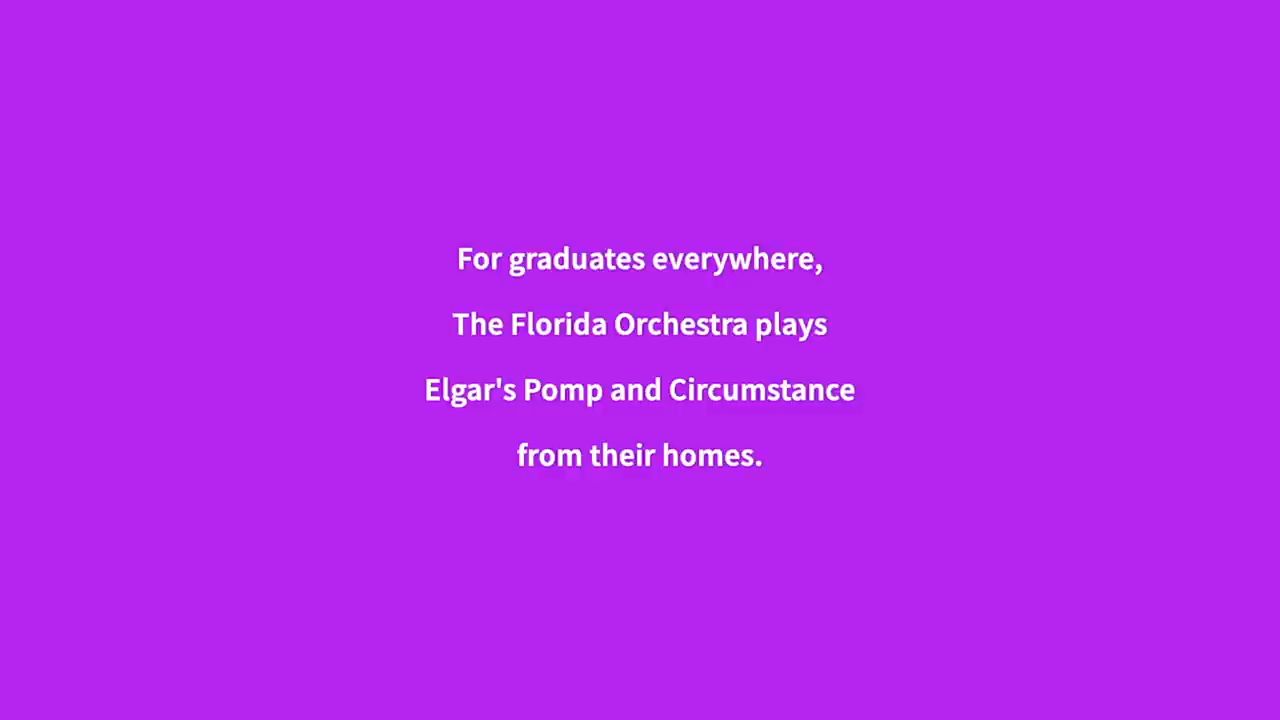 For graduates everywhere,
The Florida Orchestra plays
Elgar's Pomp and Circumstance
from their homes.